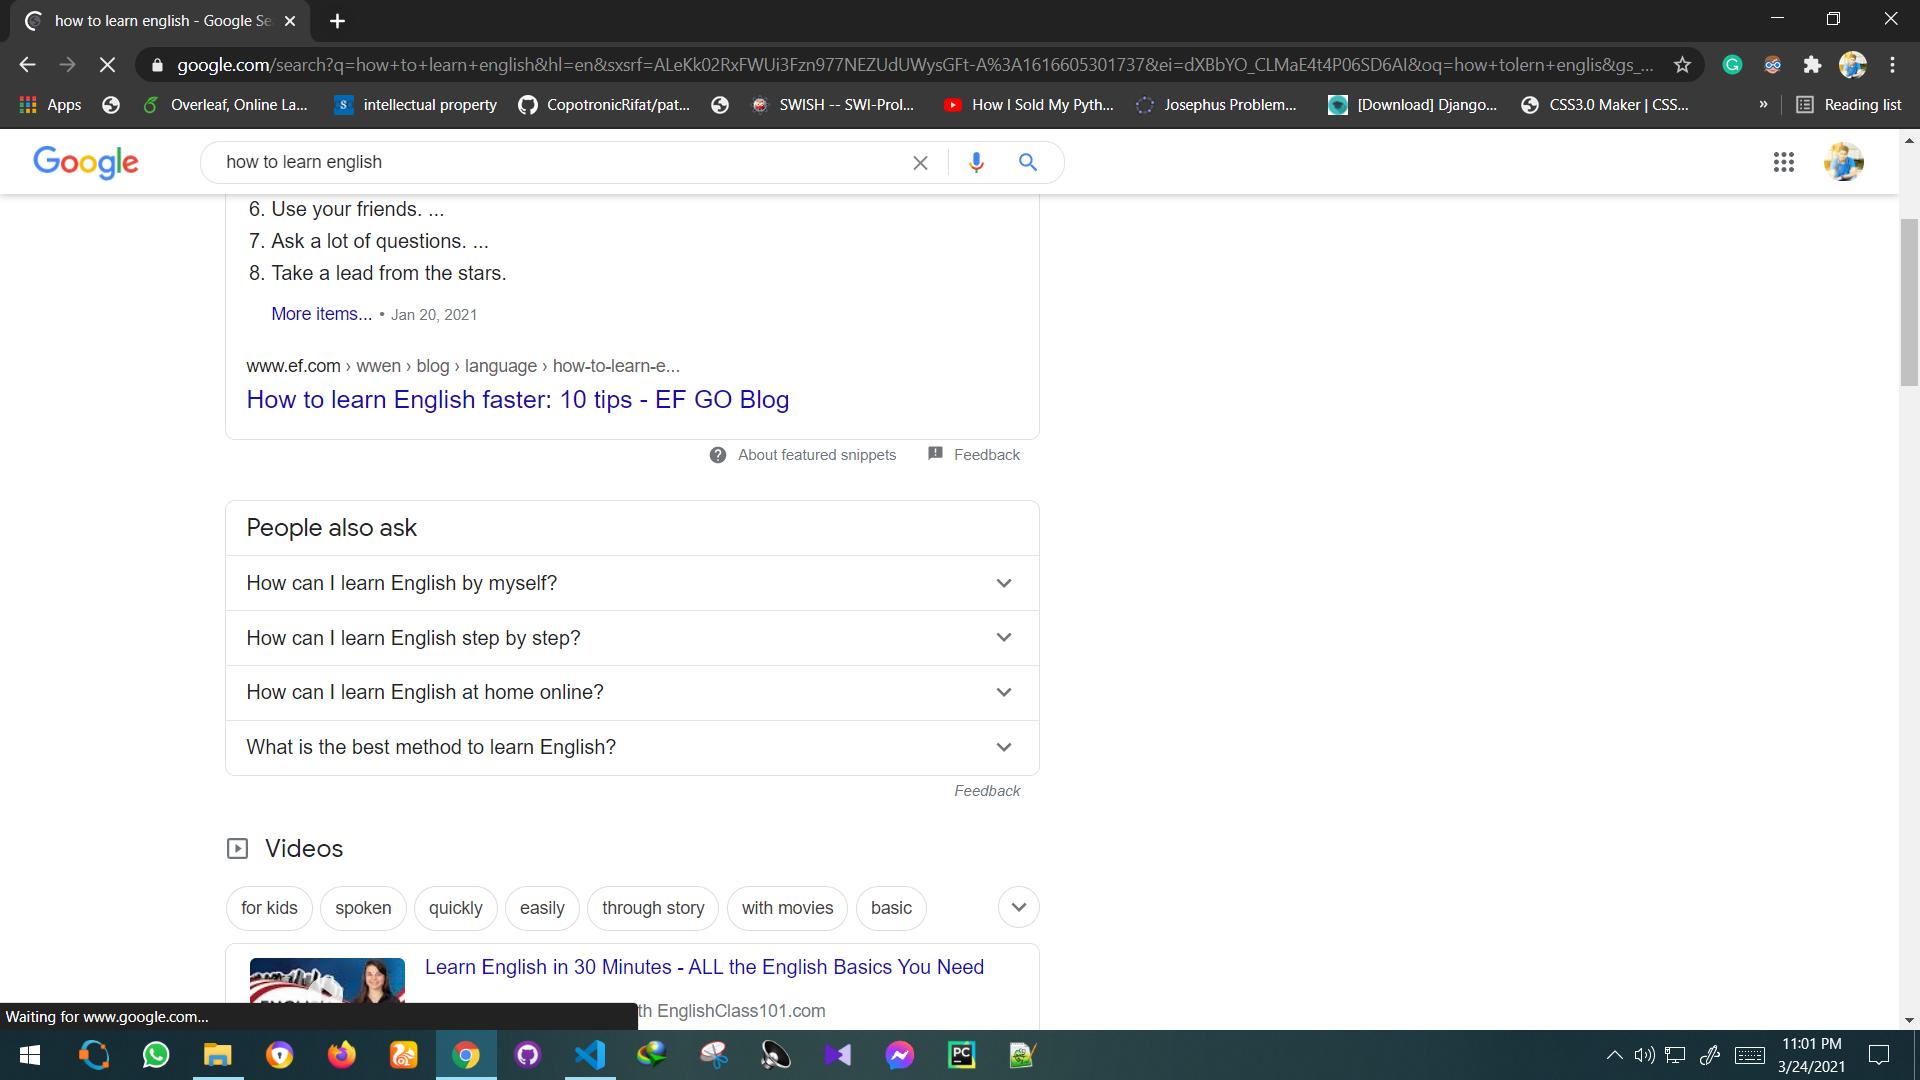 how to learn english - Google Se
google.com/search?q=how+to+learn+english&hl=en&sxsrf=ALeKk02RxFWUi3Fzn977NEZUdUWysGFt-A%3A1616605301737&ei=dXBbYO_CLMaE4t4P06SD6AI&oq=how+tolern+englis&gs_...
Apps Overleaf, Online La... intellectual property CopotronicRifat/pat... SWISH -- SWI-Prol... How I Sold My Pyth... Josephus Problem... [Download] Django... CSS3.0 Maker | CSS... » Reading list
Google how to learn english
6. Use your friends. ...
7. Ask a lot of questions. ...
8. Take a lead from the stars.
More items... • Jan 20, 2021
www.ef.com › wwen › blog › language › how-to-learn-e...
How to learn English faster: 10 tips - EF GO Blog
About featured snippets Feedback
People also ask
How can I learn English by myself?
How can I learn English step by step?
How can I learn English at home online?
What is the best method to learn English?
Feedback
Videos
for kids spoken quickly easily through story with movies basic
Learn English in 30 Minutes - ALL the English Basics You Need
th EnglishClass101.com
Waiting for www.google.com...
11:01 PM
3/24/2021